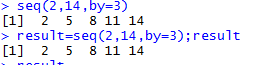 > seq(2,14,by=3)
[1]  2  5  8 11 14
> result=seq(2,14,by=3);result
[1]  2  5  8 11 14